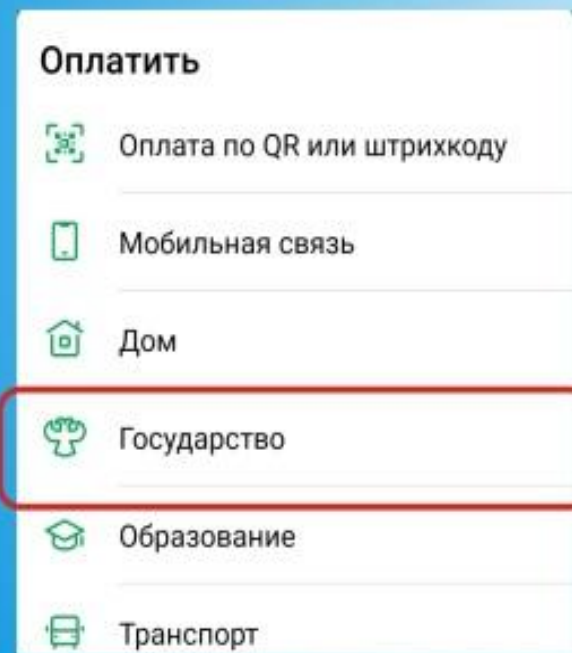 Оплатить
Оплата по QR или штрихкоду
Мобильная связь
Дом
Государство
Образование
Транспорт